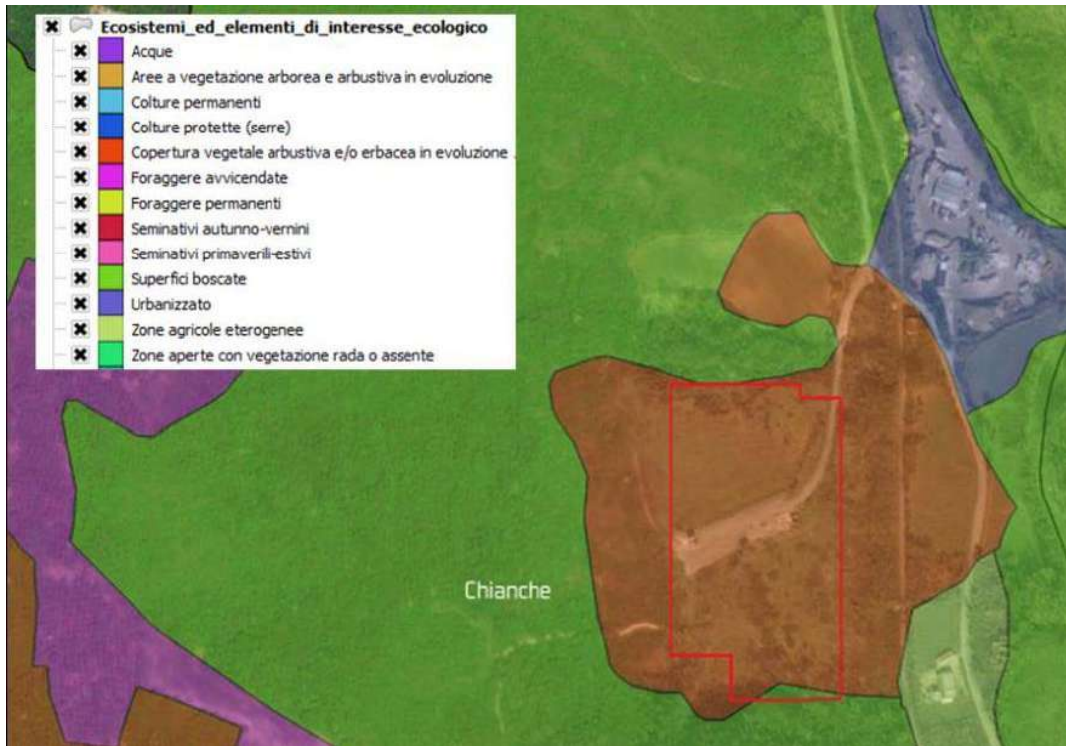 Ecosistemi_ed_elementi_di_interesse_ecologico
Acque
Aree a vegetazione arborea e arbustiva in evoluzione
Colture permanenti
Colture protette (serre)
Copertura vegetale arbustiva e/o erbacea in evoluzione .
Foraggere avvicendate
Foraggere permanenti
Seminativi autunno-vernini
Seminativi primaverili-estivi
Superfici boscate
Urbanizzato
Zone agricole eterogenee
Zone aperte con vegetazione rada o assente
Chianche